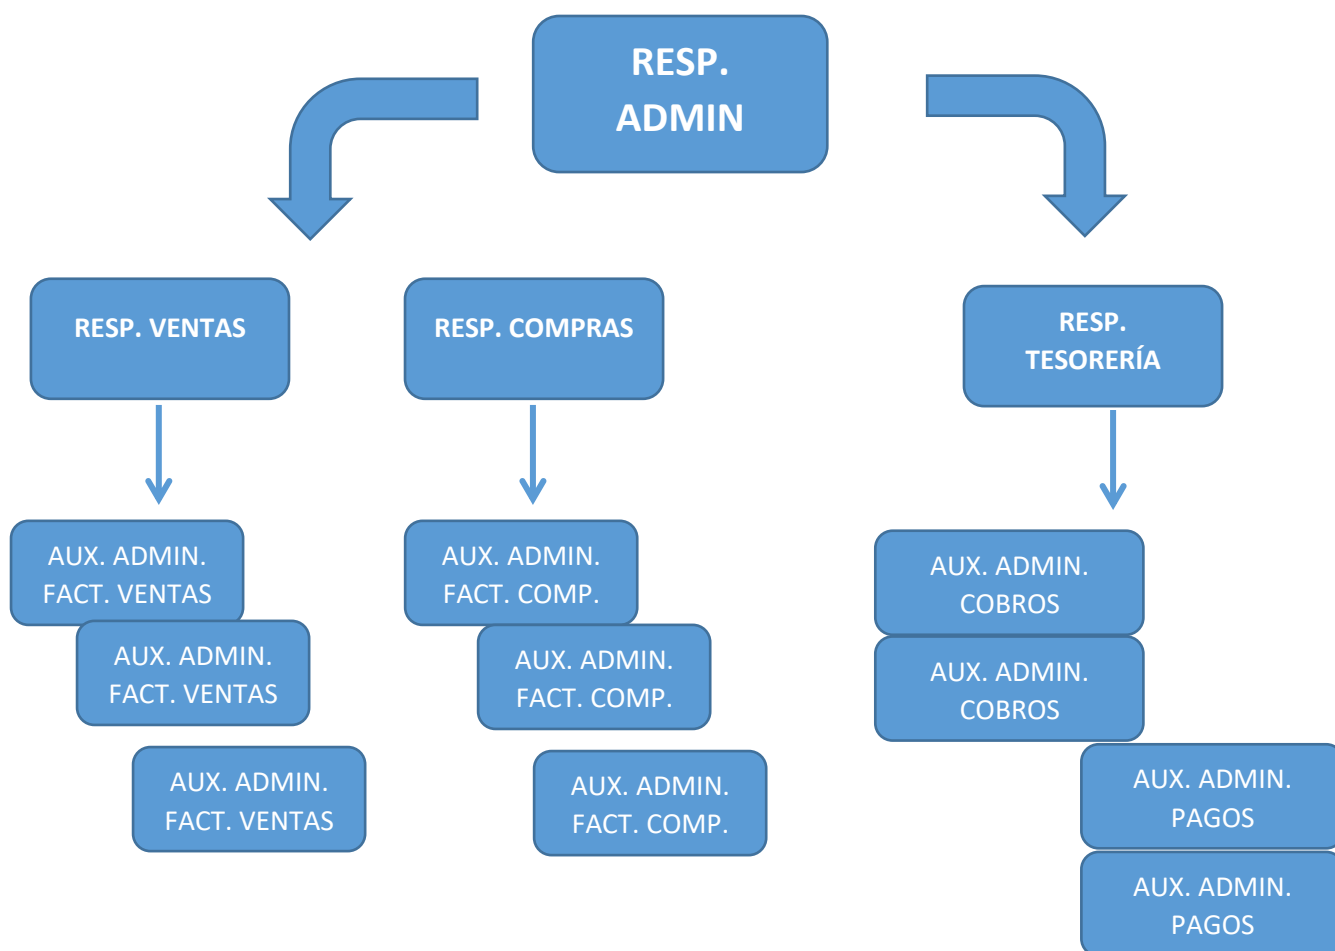 RESP.
ADMIN
RESP. VENTAS
RESP. COMPRAS
RESP.
TESORERÍA
AUX. ADMIN.
FACT. VENTAS
AUX. ADMIN.
FACT. VENTAS
AUX. ADMIN.
FACT. VENTAS
AUX. ADMIN.
FACT. COMP.
AUX. ADMIN.
FACT. COMP.
AUX. ADMIN.
FACT. COMP.
AUX. ADMIN.
COBROS
AUX. ADMIN.
COBROS
AUX. ADMIN.
PAGOS
AUX. ADMIN.
PAGOS